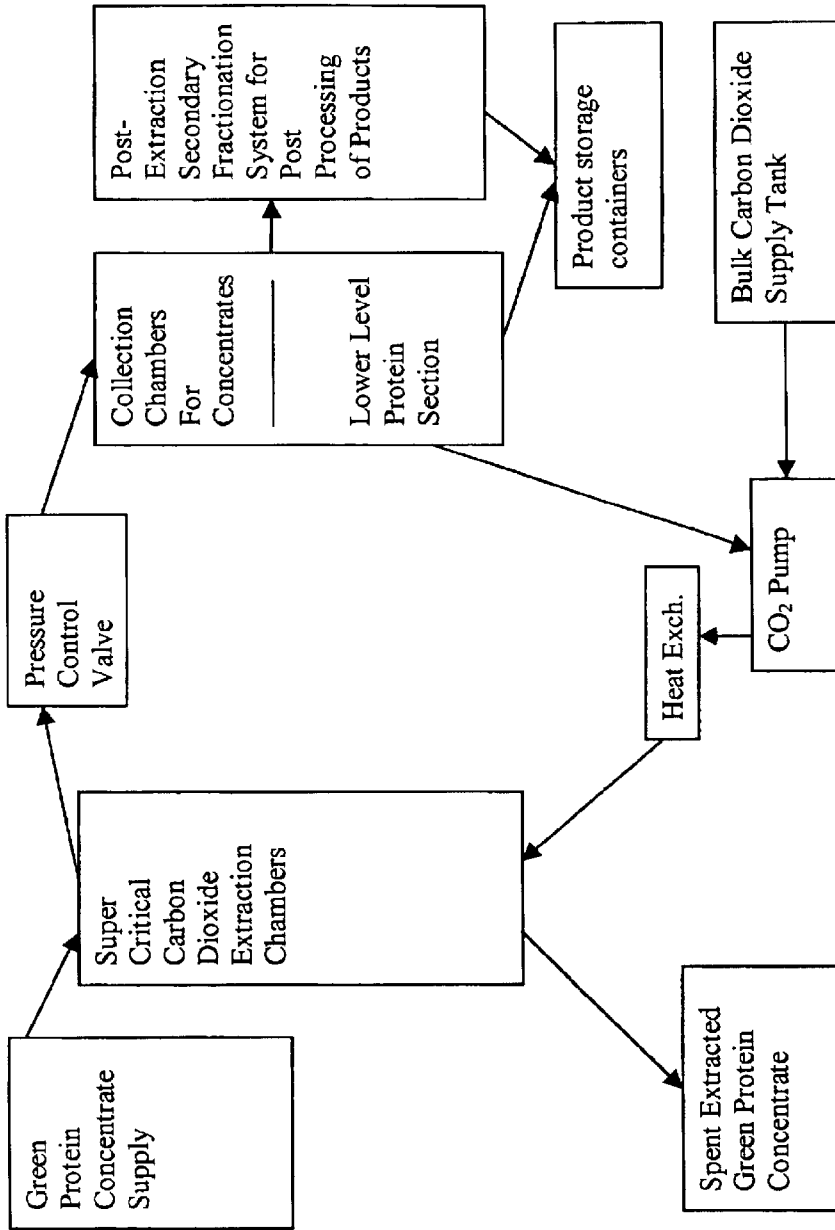 Green
Protein
Concentrate
Supply
Super
Critical
Carbon
Dioxide
Extraction
Chambers
Spent Extracted
Green Protein
Concentrate
Pressure
Control
Valve
Heat Exch.
CO₂ Pump
Collection
Chambers
For
Concentrates
Lower Level
Protein
Section
Post-
Extraction
Secondary
Fractionation
System for
Post
Processing
of Products
Product storage
containers
Bulk Carbon Dioxide
Supply Tank